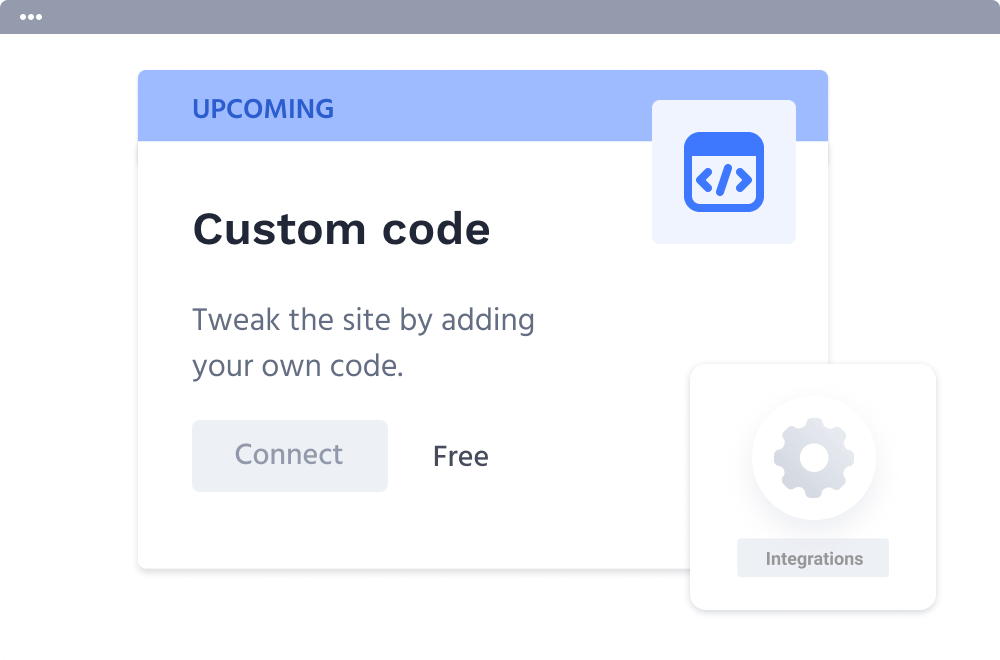 UPCOMING
Custom code
Tweak the site by adding
your own code.
Connect
Free
Integrations